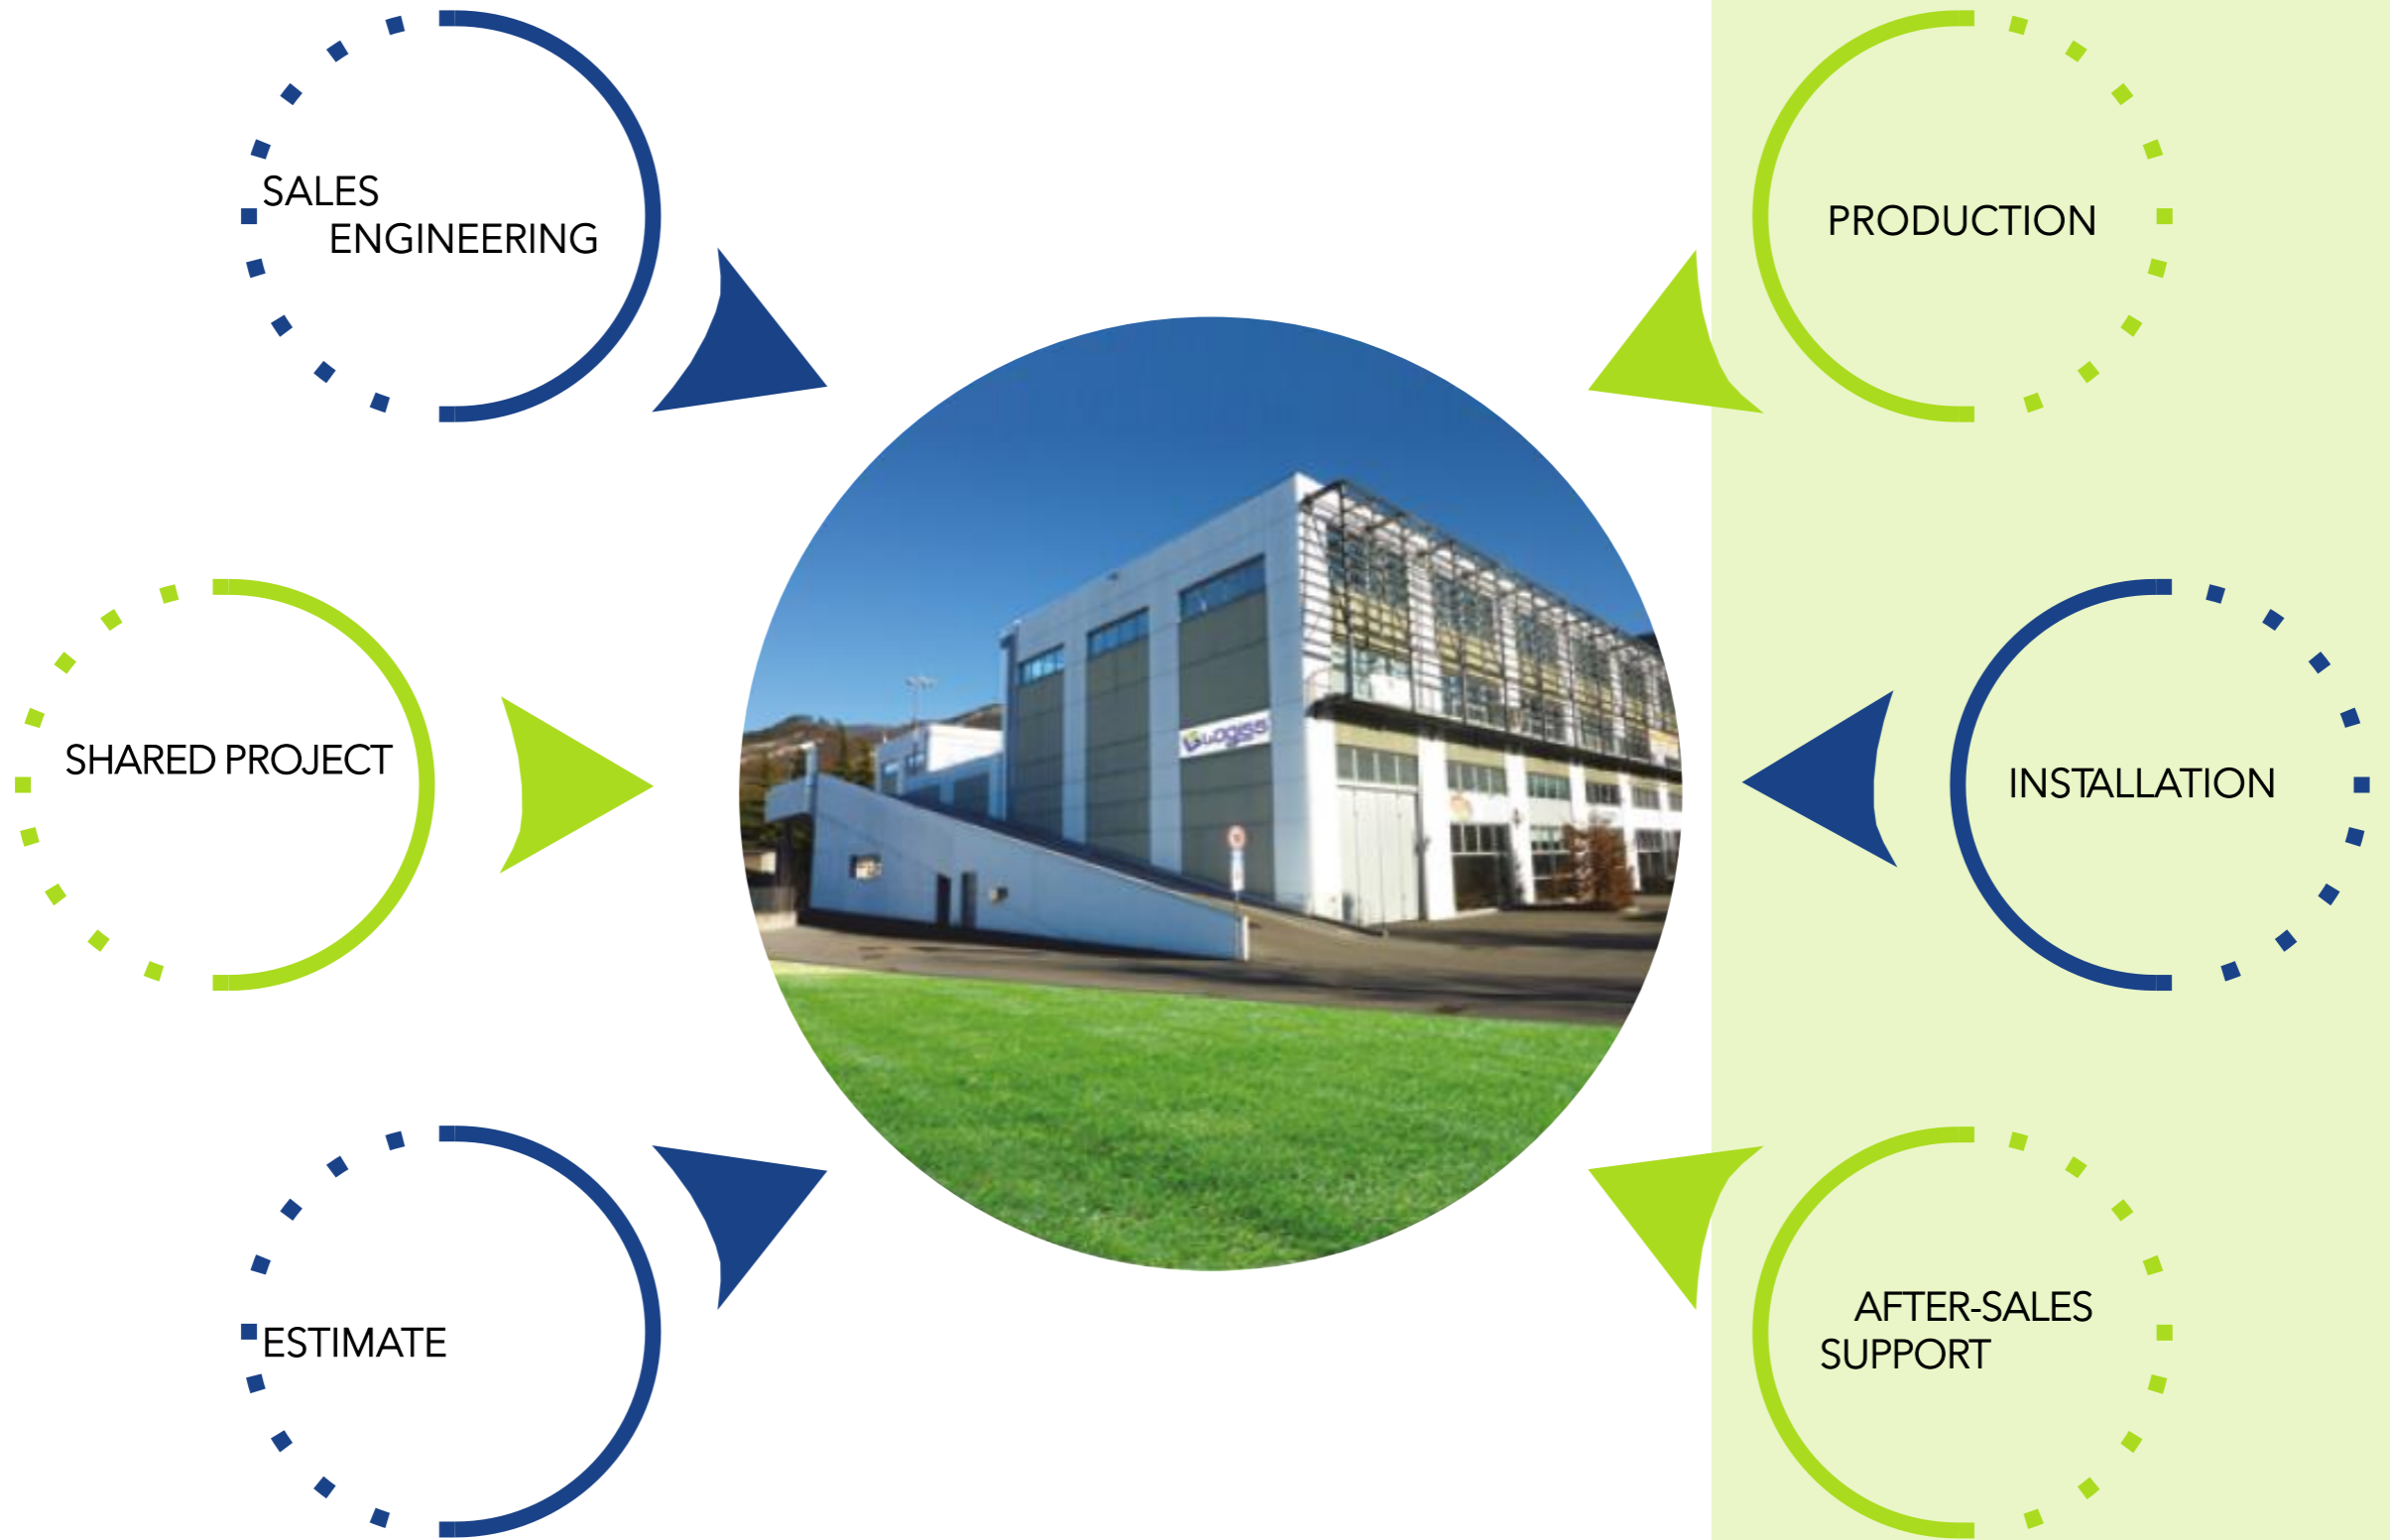 SALES
ENGINEERING
SHARED PROJECT
ESTIMATE
PRODUCTION
INSTALLATION
AFTER-SALES
SUPPORT